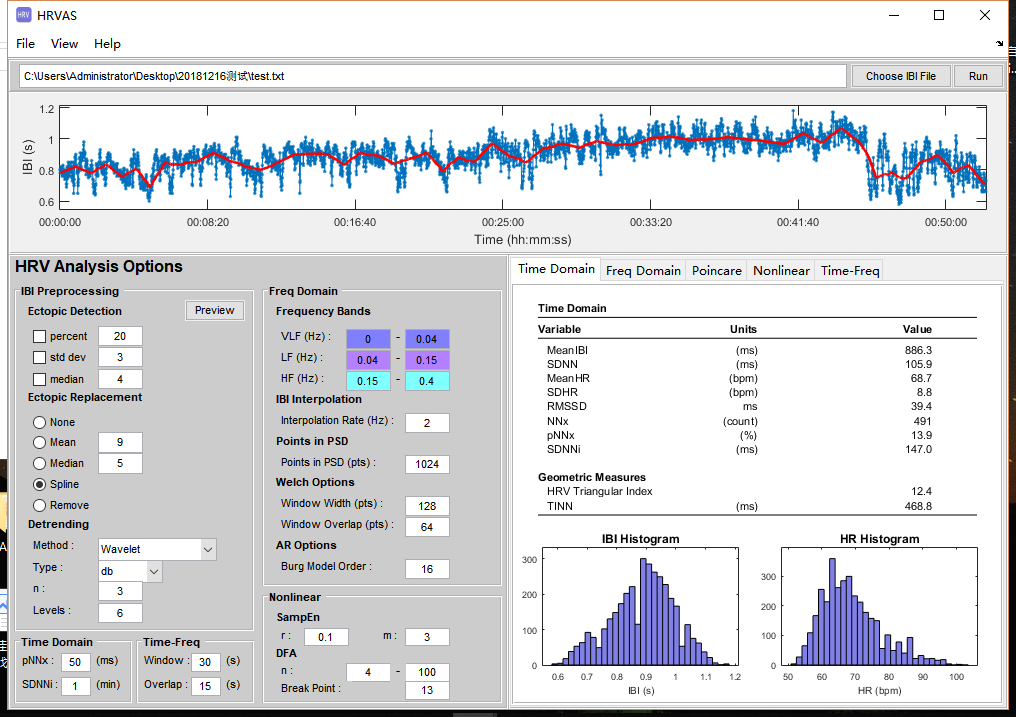 HRV HRVAS
File View Help
C:\Users\Administrator\Desktop\20181216测试\test.txt Choose IBI File Run
IBI (s)
1.2
1
0.8
0.6
00:00:00 00:08:20 00:16:40 00:25:00 00:33:20 00:41:40 00:50:00
Time (hh:mm:ss)
HRV Analysis Options
IBI Preprocessing
Ectopic Detection Preview
percent 20
std dev 3
median 4
Ectopic Replacement
None
Mean 9
Median 5
Spline
Remove
Detrending
Method : Wavelet
Type : db
n : 3
Levels : 6
Time Domain
pNNx : 50 (ms)
SDNNi : 1 (min)
Time-Freq
Window : 30 (s)
Overlap : 15 (s)
Freq Domain
Frequency Bands
VLF (Hz) : 0 - 0.04
LF (Hz) : 0.04 - 0.15
HF (Hz) : 0.15 - 0.4
IBI Interpolation
Interpolation Rate (Hz) : 2
Points in PSD
Points in PSD (pts) : 1024
Welch Options
Window Width (pts) : 128
Window Overlap (pts) : 64
AR Options
Burg Model Order : 16
Nonlinear
SampEn
r : 0.1 m : 3
DFA
n : 4 - 100
Break Point : 13
Time Domain Freq Domain Poincare Nonlinear Time-Freq
Time Domain
Variable Units Value
MeanIBI (ms) 886.3
SDNN (ms) 105.9
MeanHR (bpm) 68.7
SDHR (bpm) 8.8
RMSSD ms 39.4
NNx (count) 491
pNNx (%) 13.9
SDNNi (ms) 147.0
Geometric Measures
HRV Triangular Index 12.4
TINN (ms) 468.8
IBI Histogram
300
200
100
0
0.6 0.7 0.8 0.9 1 1.1 1.2
IBI (s)
HR Histogram
300
200
100
0
50 60 70 80 90 100
HR (bpm)